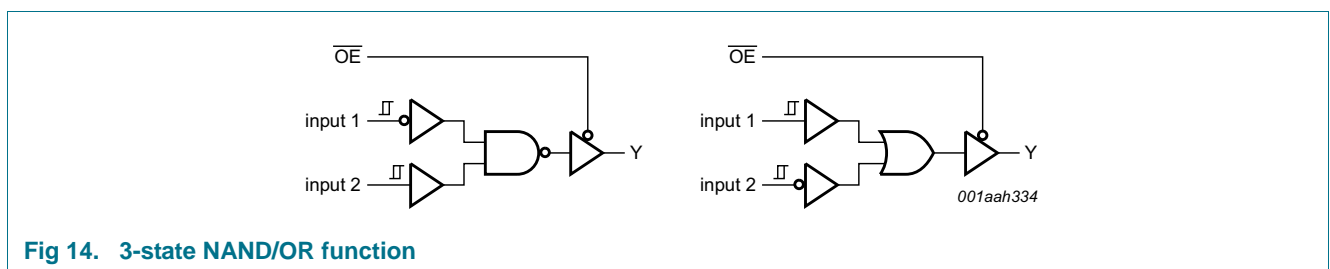 OE
input 1
input 2
Y
OE
input 1
input 2
Y
001aah334
Fig 14. 3-state NAND/OR function